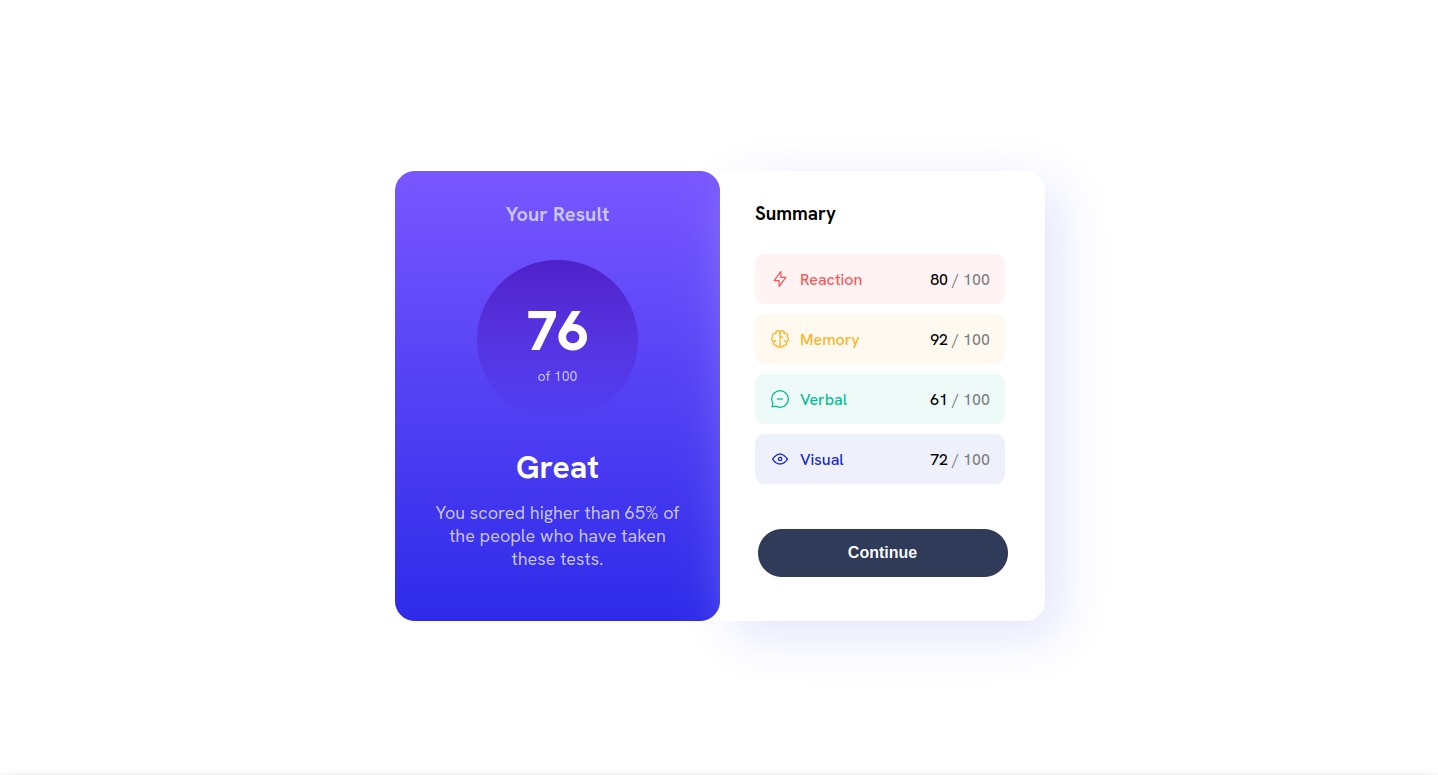 Your Result
76
of 100
Great
You scored higher than 65% of
the people who have taken
these tests.
Summary
Reaction 80 / 100
Memory 92 / 100
Verbal 61 / 100
Visual 72 / 100
Continue